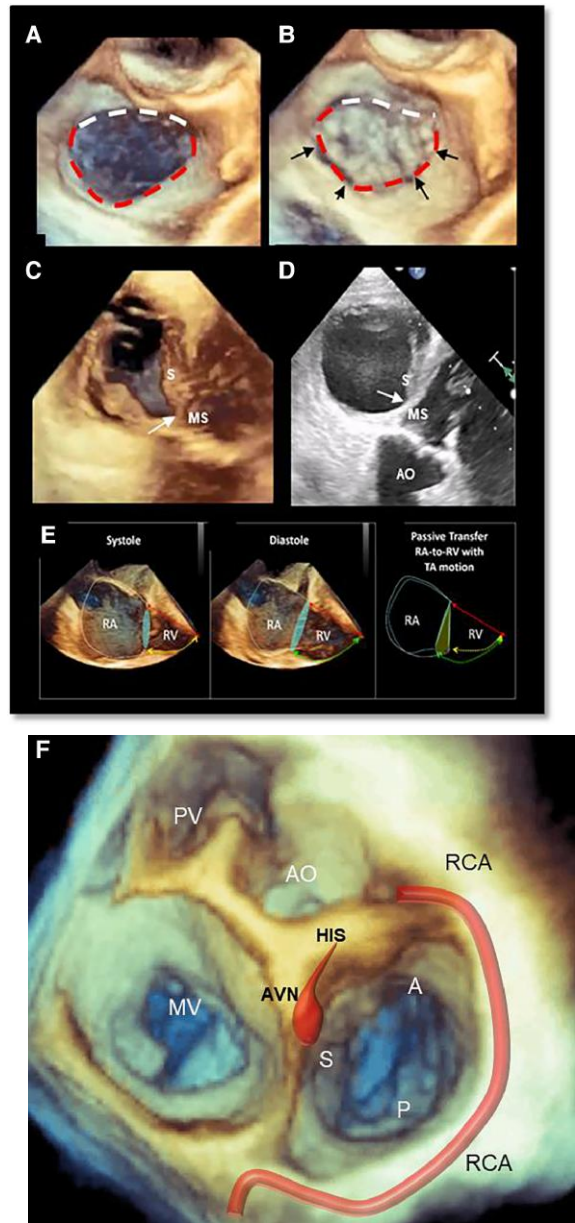 A
B
C
S
MS
D
S
MS
AO
E
Systole
RA
RV
Diastole
RA
RV
Passive Transfer
RA-to-RV with
TA motion
RA
RV
F
PV
AO
RCA
HIS
AVN
A
MV
S
P
RCA